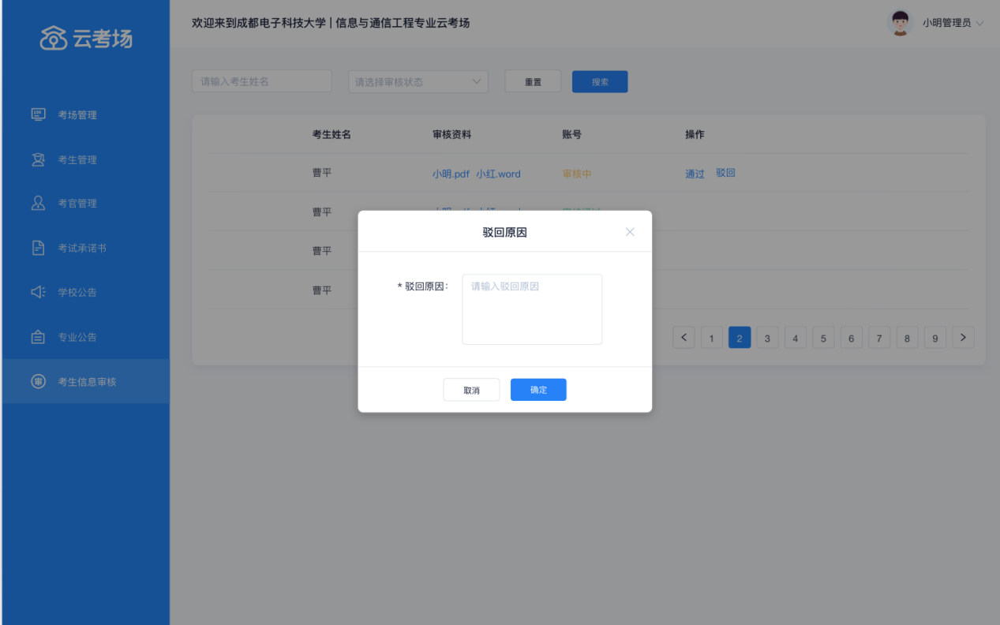 云考场
欢迎来到成都电子科技大学 | 信息与通信工程专业云考场
小明管理员
请输入考生姓名
请选择审核状态
重置
搜索
考场管理
考生管理
考官管理
考试承诺书
学校公告
专业公告
审 考生信息审核
考生姓名 审核资料 账号 操作
曹平 小明.pdf 小红.word 审核中 通过 驳回
曹平
曹平
曹平
驳回原因
* 驳回原因：
请输入驳回原因
取消
确定
< 1 2 3 4 5 6 7 8 9 >